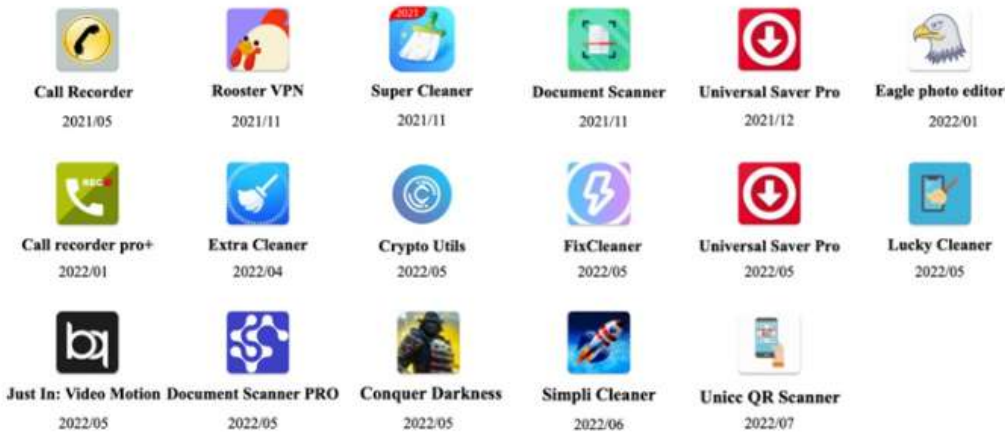 2021
Call Recorder
Rooster VPN
Super Cleaner
Document Scanner
Universal Saver Pro
Eagle photo editor
2021/05
2021/11
2021/11
2021/11
2021/12
2022/01
REC
Call recorder pro+
Extra Cleaner
Crypto Utils
FixCleaner
Universal Saver Pro
Lucky Cleaner
2022/01
2022/04
2022/05
2022/05
2022/05
2022/05
Just In: Video Motion
Document Scanner PRO
Conquer Darkness
Simpli Cleaner
Unicc QR Scanner
2022/05
2022/05
2022/05
2022/06
2022/07